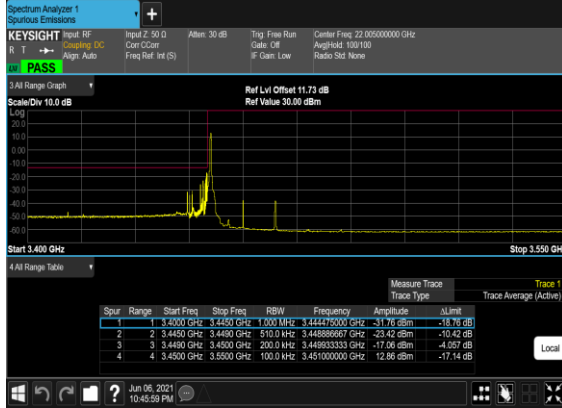 Spectrum Analyzer 1
Spurious Emissions
+
KEYSIGHT Input: RF Input Z: 50 Ω Atten: 30 dB Trig: Free Run Center Freq: 22.005000000 GHz
R T Coupling: DC Corr CCorr Gate: Off Avg|Hold: 100/100
Align: Auto Freq Ref: Int (S) IF Gain: Low Radio Std: None
PASS
3 All Range Graph
Ref Lvl Offset 11.73 dB
Scale/Div 10.0 dB Ref Value 30.00 dBm
Log
20.0
10.0
0.00
-10.0
-20.0
-30.0
-40.0
-50.0
-60.0
Start 3.400 GHz Stop 3.550 GH
4 All Range Table
Measure Trace Trace 1
Trace Type Trace Average (Active)
Spur Range Start Freq Stop Freq RBW Frequency Amplitude ΔLimit
1 1 3.4000 GHz 3.4450 GHz 1.000 MHz 3.444475000 GHz -31.76 dBm -18.76 dB
2 2 3.4450 GHz 3.4490 GHz 510.0 kHz 3.448886667 GHz -23.42 dBm -10.42 dB
3 3 3.4490 GHz 3.4500 GHz 200.0 kHz 3.449933333 GHz -17.06 dBm -4.057 dB
4 4 3.4500 GHz 3.5500 GHz 100.0 kHz 3.451000000 GHz 12.86 dBm -17.14 dB
Local
? Jun 06, 2021
10:45:59 PM